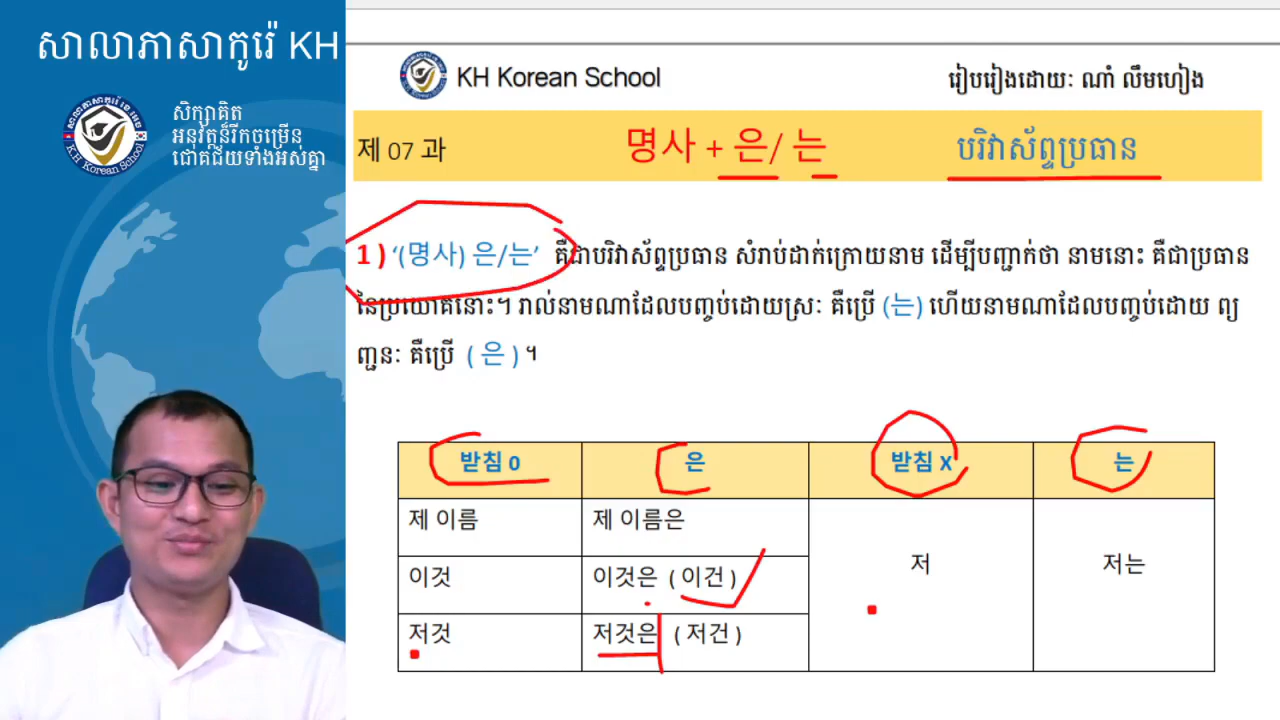 សាលាភាសាកូរ៉េ KH
សិក្សាគិត
អនុវត្តន៍រីកចម្រើន
ជោគជ័យទាំងអស់គ្នា
KH Korean School
រៀបរៀងដោយៈ ណាំ លឹមហៀង
제 07 과
명사 + 은/ 는
បរិវាស័ព្ទប្រធាន
1 ) ‘(명사) 은/는’ គឺជាបរិវាស័ព្ទប្រធាន សំរាប់ដាក់ក្រោយនាម ដើម្បីបញ្ជាក់ថា នាមនោះ គឺជាប្រធាន
នៃប្រយោគនោះ។ រាល់នាមណាដែលបញ្ចប់ដោយស្រៈ គឺប្រើ (는) ហើយនាមណាដែលបញ្ចប់ដោយ ព្យ
ញ្ជនៈ គឺប្រើ ( 은 ) ។
받침 0 은 받침 X 는
제 이름 제 이름은
이것 이것은 ( 이건 )
저 저는
저것 저것은 ( 저건 )